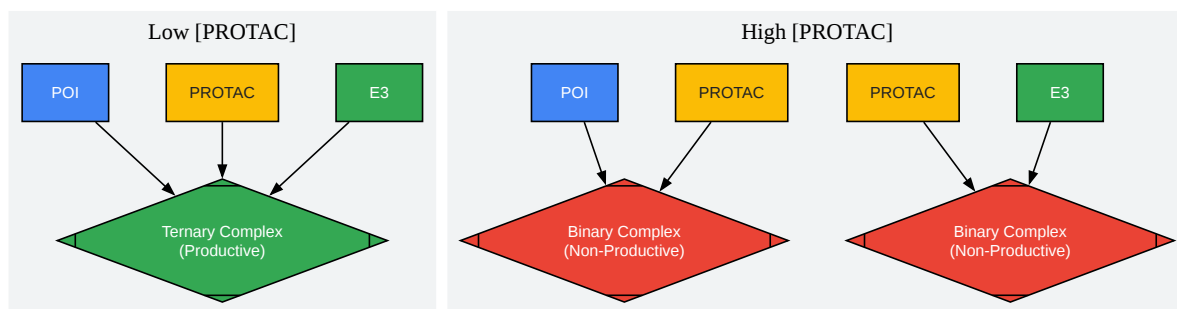 Low [PROTAC]
POI
PROTAC
E3
Ternary Complex
(Productive)
High [PROTAC]
POI
PROTAC
PROTAC
E3
Binary Complex
(Non-Productive)
Binary Complex
(Non-Productive)